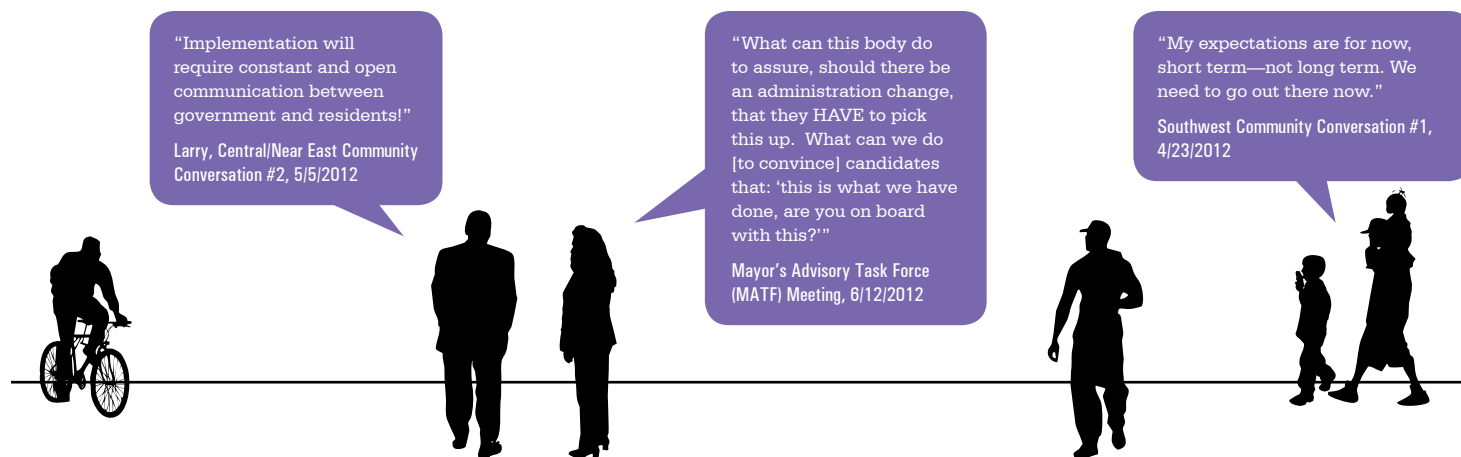 “Implementation will
require constant and open
communication between
government and residents!”
Larry, Central/Near East Community
Conversation #2, 5/5/2012
“What can this body do
to assure, should there be
an administration change,
that they HAVE to pick
this up.  What can we do
[to convince] candidates
that: ‘this is what we have
done, are you on board
with this?’”
Mayor’s Advisory Task Force
(MATF) Meeting, 6/12/2012
“My expectations are for now,
short term—not long term. We
need to go out there now.”
Southwest Community Conversation #1,
4/23/2012